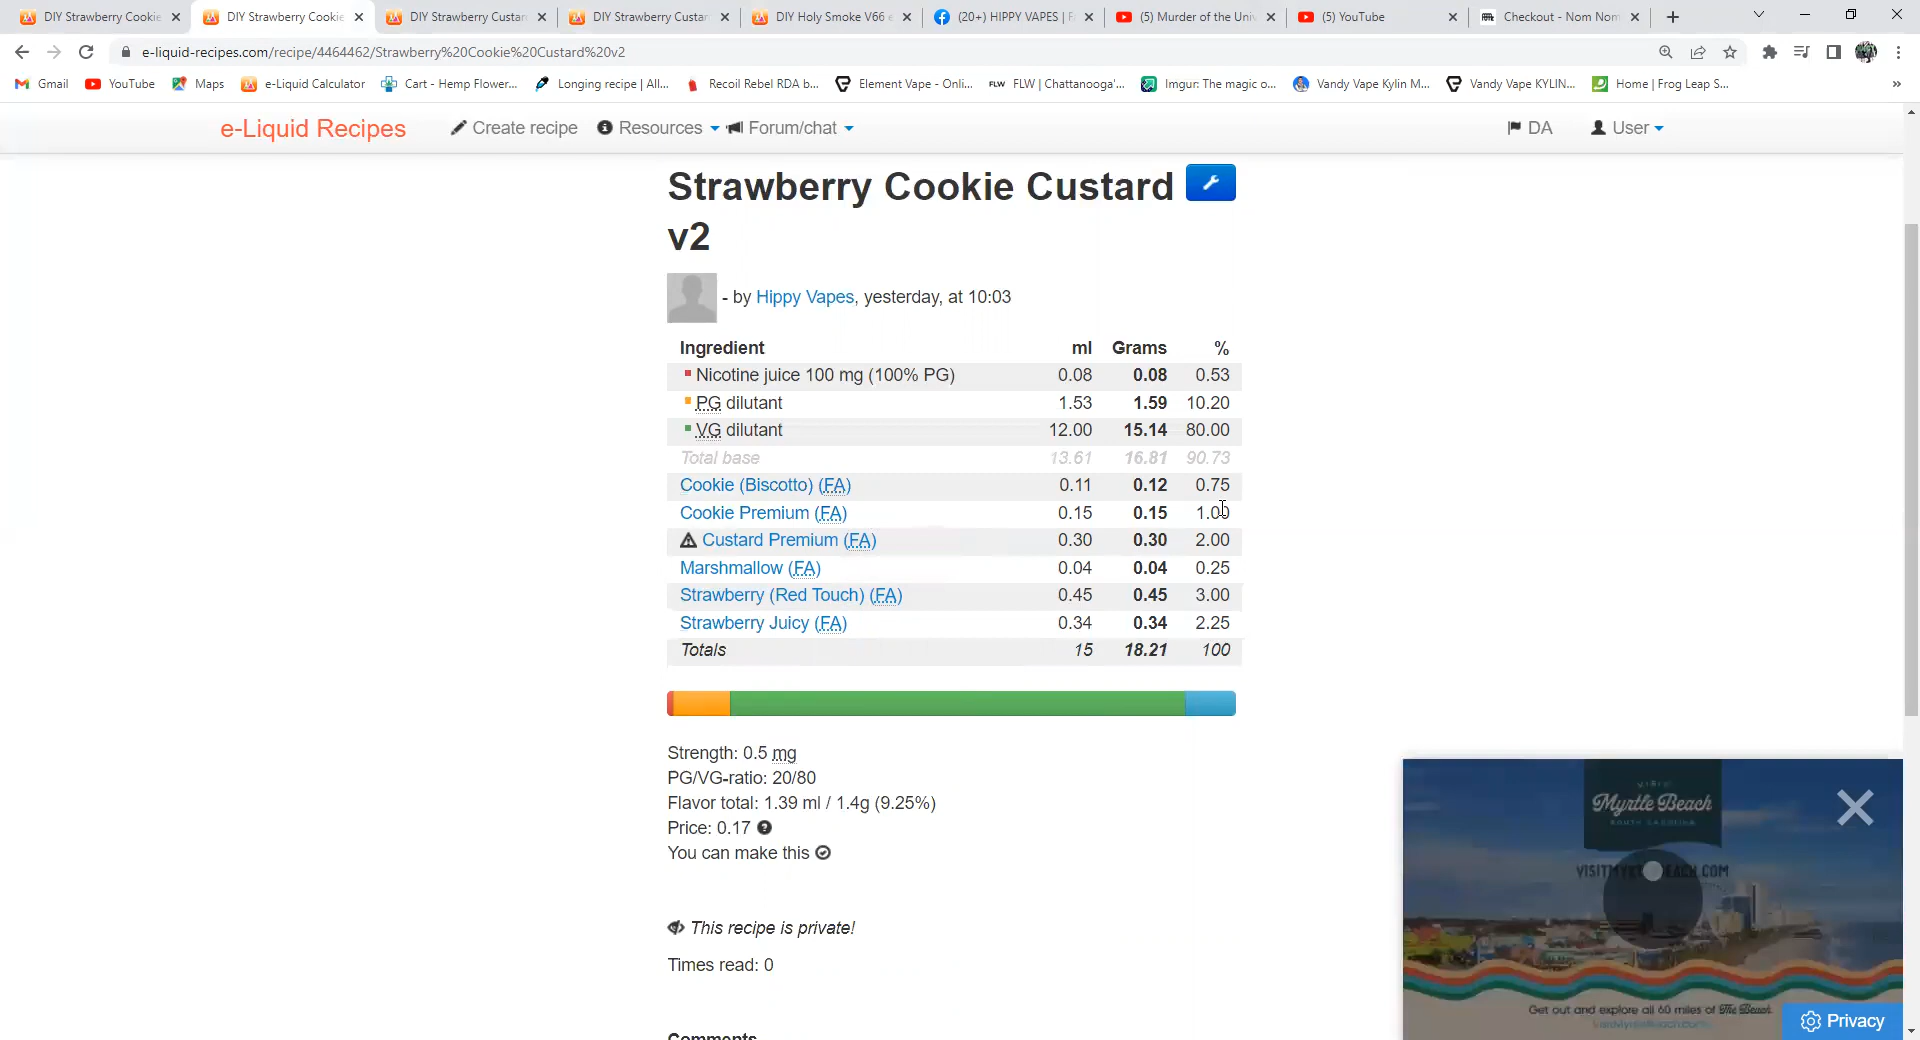 DIY Strawberry Cookie
DIY Strawberry Cookie
DIY Strawberry Custar
DIY Strawberry Custar
DIY Holy Smoke V66 e
(20+) HIPPY VAPES | F
(5) Murder of the Univ
(5) YouTube
Checkout - Nom Nom
e-liquid-recipes.com/recipe/4464462/Strawberry%20Cookie%20Custard%20v2
Gmail
YouTube
Maps
e-Liquid Calculator
Cart - Hemp Flower...
Longing recipe | All...
Recoil Rebel RDA b...
Element Vape - Onli...
FLW FLW | Chattanooga'...
Imgur: The magic o...
Vandy Vape Kylin M...
Vandy Vape KYLIN...
Home | Frog Leap S...
e-Liquid Recipes
Create recipe
Resources
Forum/chat
DA
User
Strawberry Cookie Custard
v2
- by Hippy Vapes, yesterday, at 10:03
Ingredient ml Grams %
Nicotine juice 100 mg (100% PG) 0.08 0.08 0.53
PG dilutant 1.53 1.59 10.20
VG dilutant 12.00 15.14 80.00
Total base 13.61 16.81 90.73
Cookie (Biscotto) (FA) 0.11 0.12 0.75
Cookie Premium (FA) 0.15 0.15 1.00
Custard Premium (FA) 0.30 0.30 2.00
Marshmallow (FA) 0.04 0.04 0.25
Strawberry (Red Touch) (FA) 0.45 0.45 3.00
Strawberry Juicy (FA) 0.34 0.34 2.25
Totals 15 18.21 100
Strength: 0.5 mg
PG/VG-ratio: 20/80
Flavor total: 1.39 ml / 1.4g (9.25%)
Price: 0.17
You can make this
This recipe is private!
Times read: 0
Comments
VISIT
Myrtle Beach
SOUTH CAROLINA
Get out and explore all 60 miles of The Beach.
Privacy